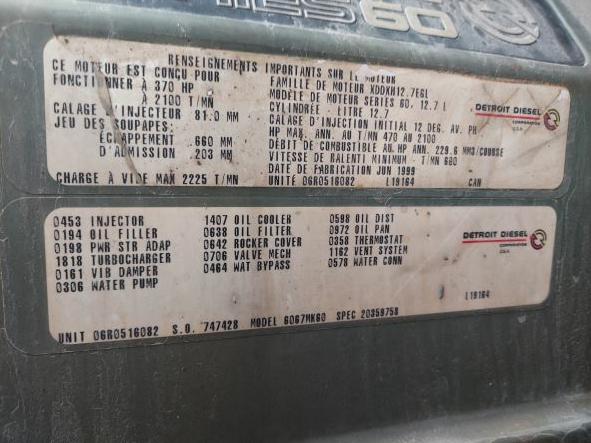 SERIES 60
RENSEIGNEMENTS IMPORTANTS SUR LE MOTEUR
CE MOTEUR EST CONÇU POUR
FONCTIONNER À 370 HP
À 2100 T/MN
CALAGE D'INJECTEUR 81.0 MM
JEU DES SOUPAPES:
ÉCHAPPEMENT .660 MM
D'ADMISSION .203 MM
CHARGE À VIDE MAX 2225 T/MN
FAMILLE DE MOTEUR XDDXH12.7EGL
MODÈLE DE MOTEUR SERIES 60, 12.7 L
CYLINDRÉE - LITRE 12.7
CALAGE D'INJECTION INITIAL 12 DEG. AV. PH
HP MAX. ANN. AU T/MN 470 AU 2100
DÉBIT DE COMBUSTIBLE AU. HP ANN. 229.6 MM3/COURSE
VITESSE DE RALENTI MINIMUM - T/MN 600
DATE DE FABRICATION JUN 1999
UNITÉ 06R0516082 L19164 CAN
DETROIT DIESEL
CORPORATION
U.S.A.
0453 INJECTOR 1407 OIL COOLER 0598 OIL DIST
0194 OIL FILLER 0638 OIL FILTER 0972 OIL PAN
0198 PWR STR ADAP 0642 ROCKER COVER 0358 THERMOSTAT
1818 TURBOCHARGER 0706 VALVE MECH 1162 VENT SYSTEM
0161 VIB DAMPER 0464 WAT BYPASS 0578 WATER CONN
0306 WATER PUMP
DETROIT DIESEL
CORPORATION
U.S.A.
L19164
UNIT 06R0516082 S.O. 747428 MODEL 6067MK60 SPEC 20359758